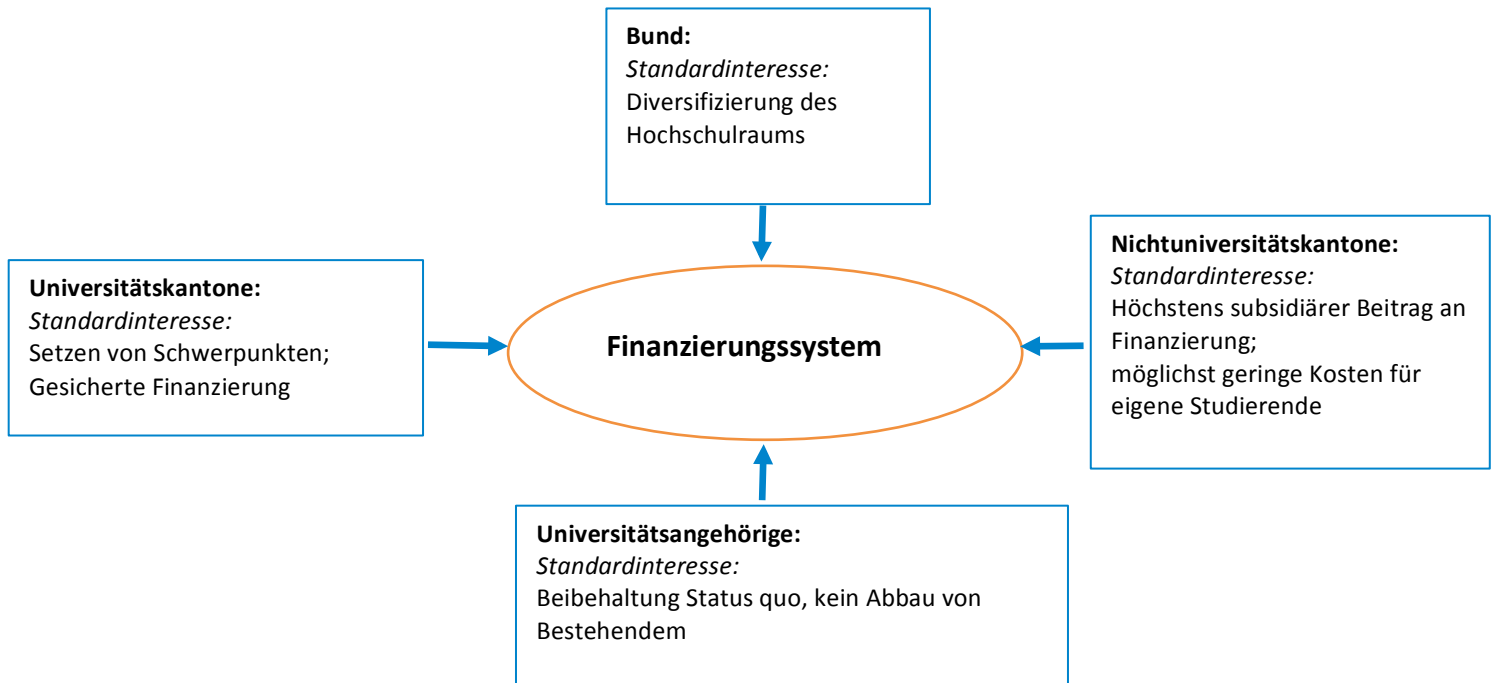 Bund:
Standardinteresse:
Diversifizierung des
Hochschulraums
Universitätskantone:
Standardinteresse:
Setzen von Schwerpunkten;
Gesicherte Finanzierung
Finanzierungssystem
Nichtuniversitätskantone:
Standardinteresse:
Höchstens subsidiärer Beitrag an
Finanzierung;
möglichst geringe Kosten für
eigene Studierende
Universitätsangehörige:
Standardinteresse:
Beibehaltung Status quo, kein Abbau von
Bestehendem